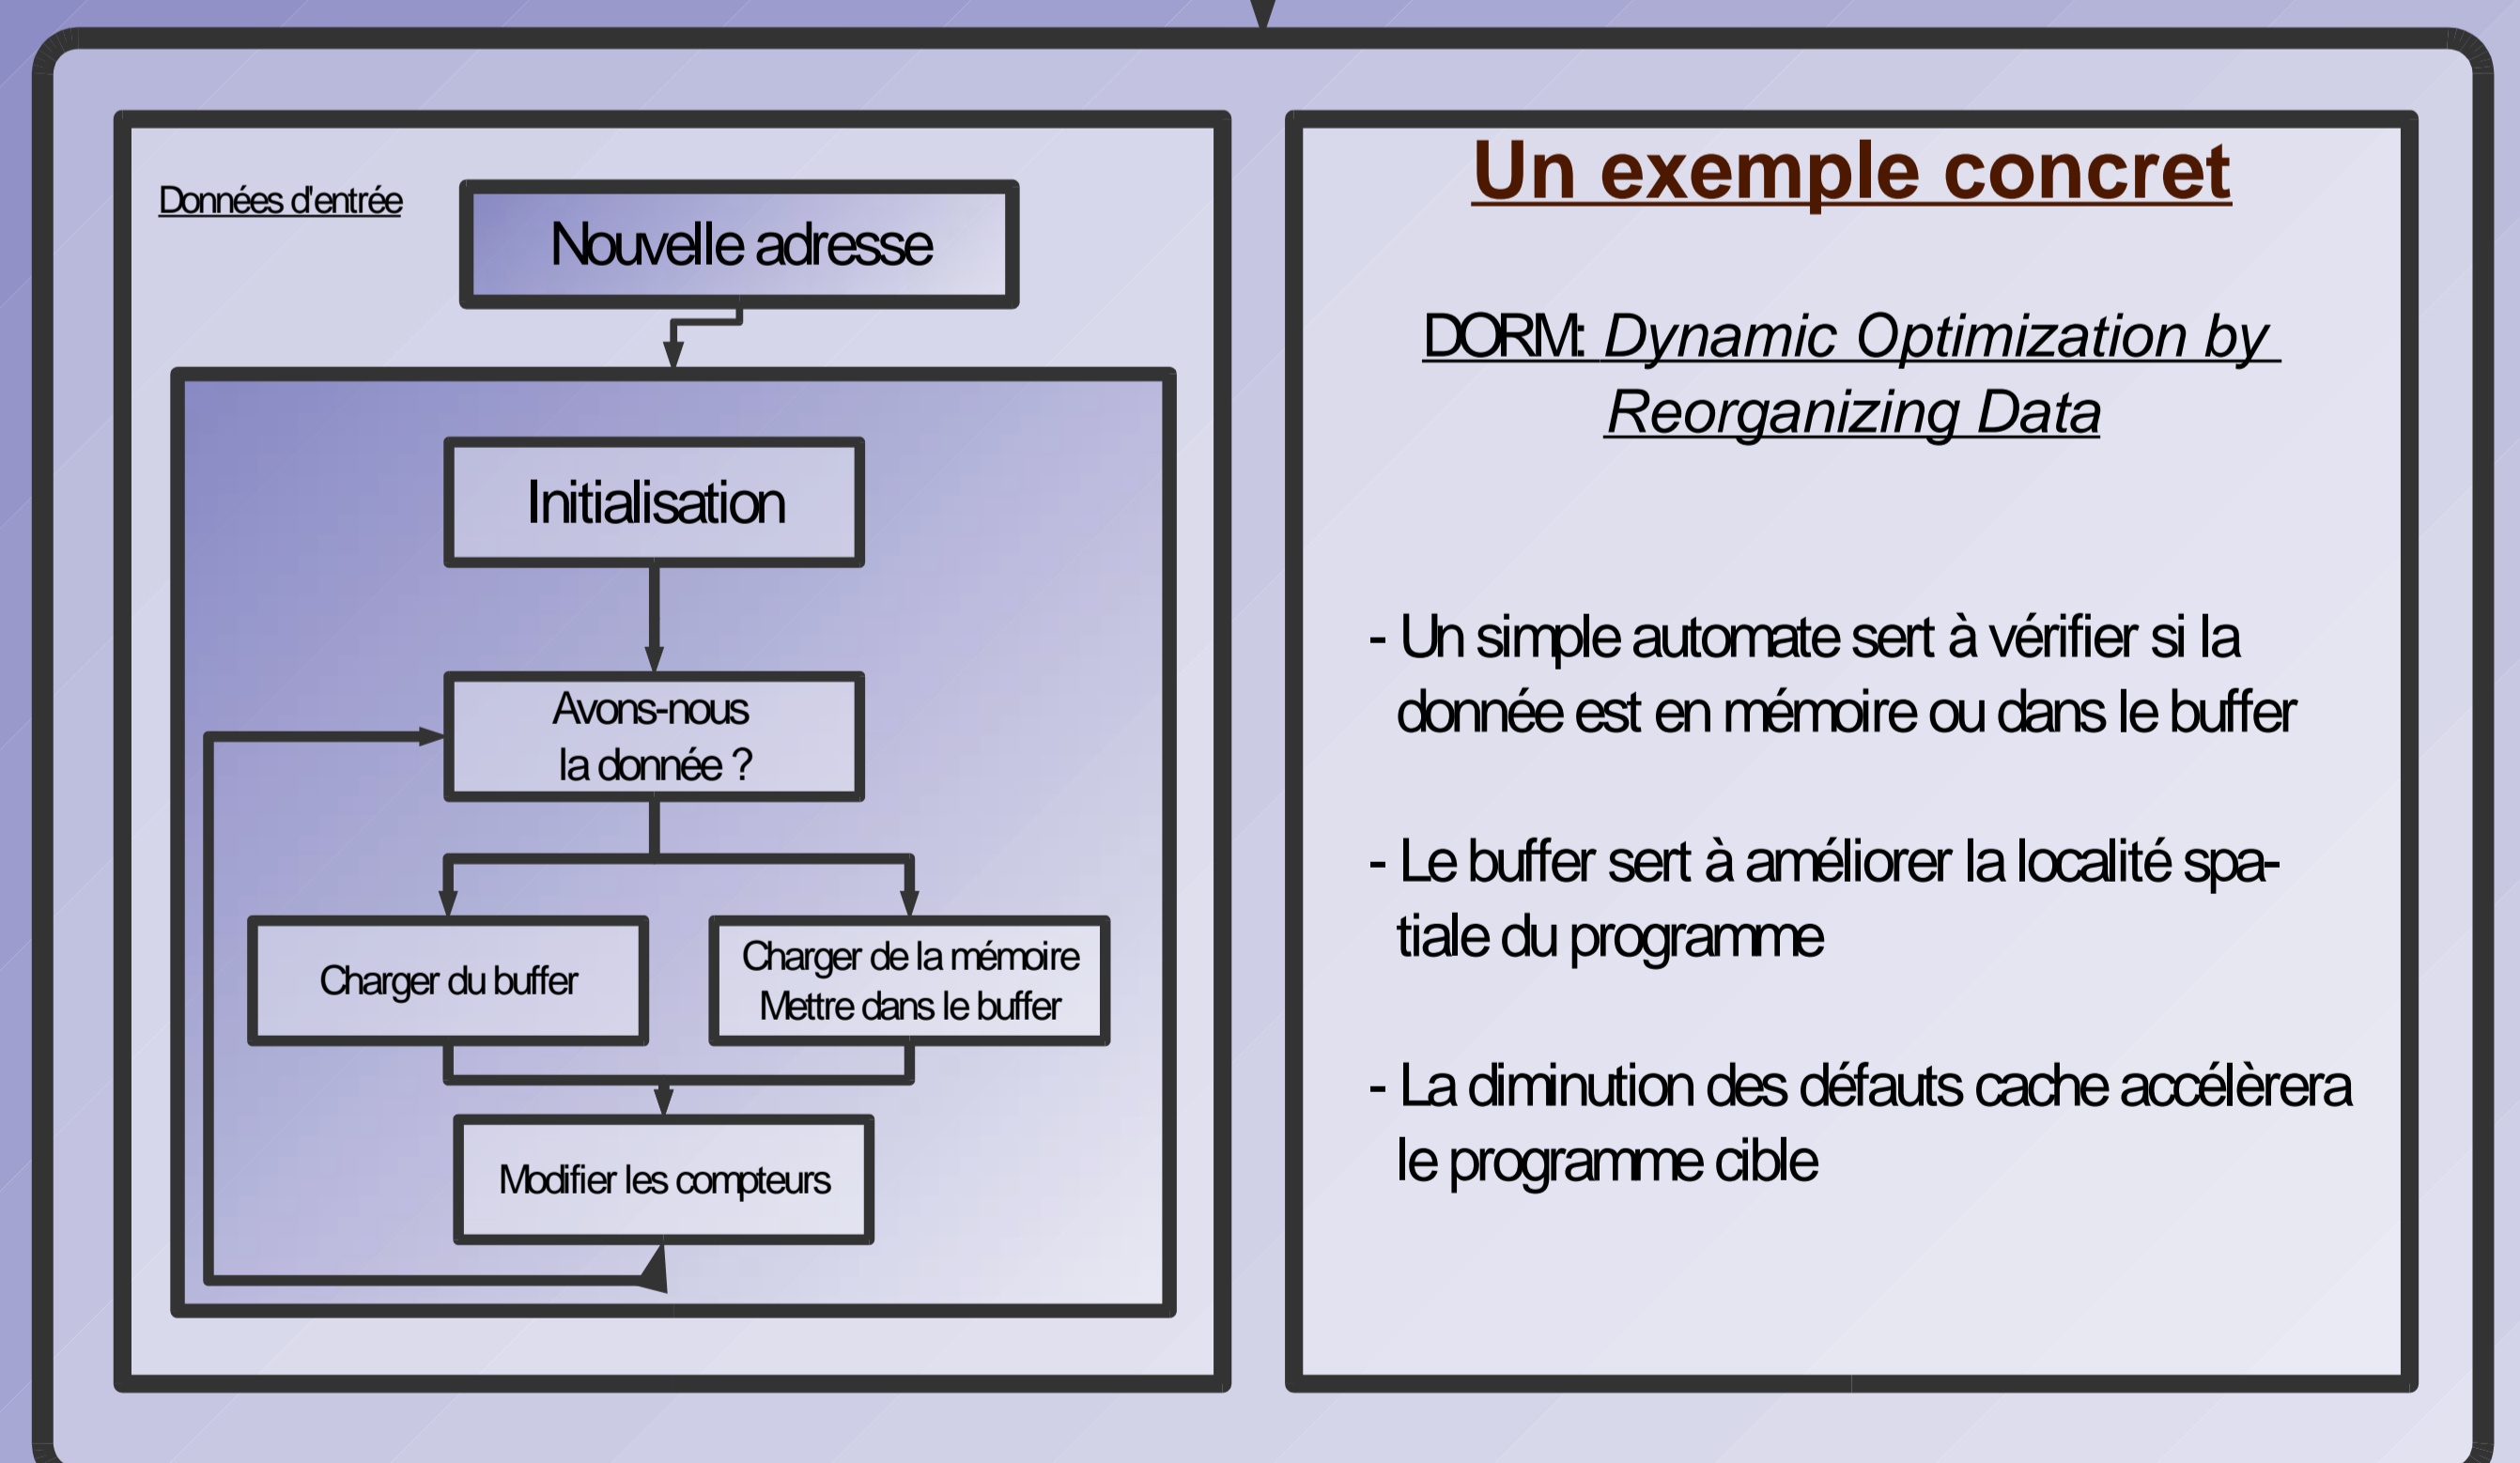 Données d'entrée
Nouvelle adresse
Initialisation
Avons-nous
la donnée ?
Charger du buffer
Charger de la mémoire
Mettre dans le buffer
Modifier les compteurs
Un exemple concret
DORM: Dynamic Optimization by
Reorganizing Data
- Un simple automate sert à vérifier si la
donnée est en mémoire ou dans le buffer
- Le buffer sert à améliorer la localité spa-
tiale du programme
- La diminution des défauts cache accélèrera
le programme cible